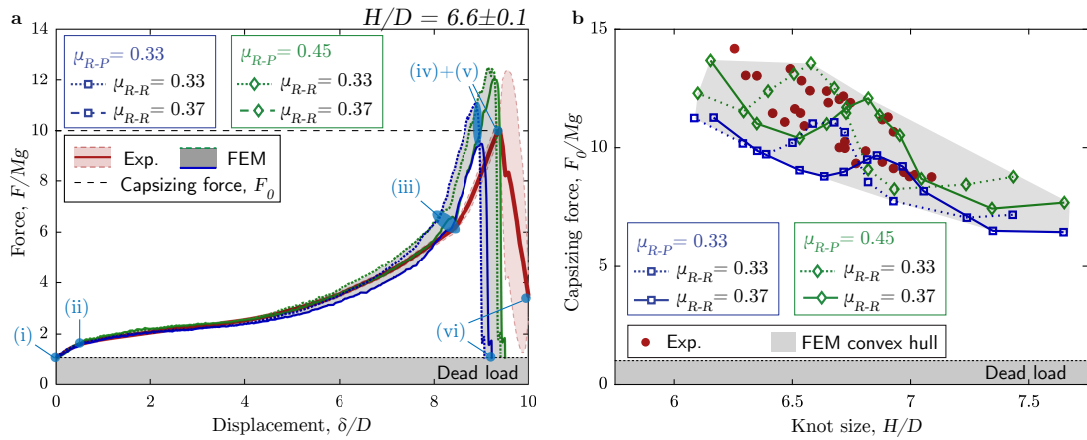 a
H/D = 6.6±0.1
14
12
10
8
6
4
2
0
Force, F/Mg
μR-P = 0.33
μR-R = 0.33
μR-R = 0.37
μR-P = 0.45
μR-R = 0.33
μR-R = 0.37
Exp.
FEM
Capsizing force, F0
(i)
(ii)
(iii)
(iv)+(v)
(vi)
Dead load
0
2
4
6
8
10
Displacement, δ/D
b
15
10
5
0
Capsizing force, F0/Mg
μR-P = 0.33
μR-R = 0.33
μR-R = 0.37
μR-P = 0.45
μR-R = 0.33
μR-R = 0.37
Exp.
FEM convex hull
Dead load
6
6.5
7
7.5
Knot size, H/D